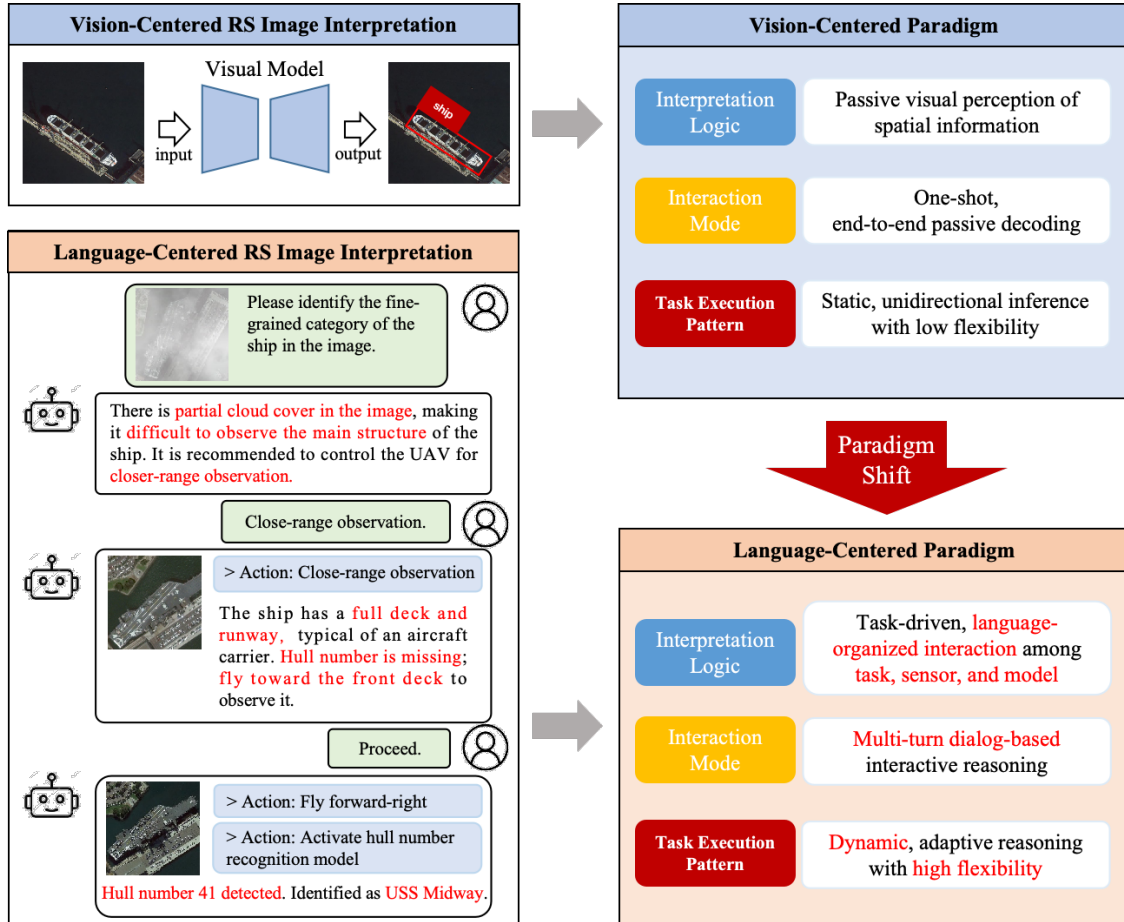 Vision-Centered RS Image Interpretation
Visual Model
input
output
ship
Language-Centered RS Image Interpretation
Please identify the fine-
grained category of the
ship in the image.
There is partial cloud cover in the image, making
it difficult to observe the main structure of the
ship. It is recommended to control the UAV for
closer-range observation.
Close-range observation.
> Action: Close-range observation
The ship has a full deck and
runway, typical of an aircraft
carrier. Hull number is missing;
fly toward the front deck to
observe it.
Proceed.
> Action: Fly forward-right
> Action: Activate hull number
recognition model
Hull number 41 detected. Identified as USS Midway.
Vision-Centered Paradigm
Interpretation
Logic
Passive visual perception of
spatial information
Interaction
Mode
One-shot,
end-to-end passive decoding
Task Execution
Pattern
Static, unidirectional inference
with low flexibility
Paradigm
Shift
Language-Centered Paradigm
Interpretation
Logic
Task-driven, language-
organized interaction among
task, sensor, and model
Interaction
Mode
Multi-turn dialog-based
interactive reasoning
Task Execution
Pattern
Dynamic, adaptive reasoning
with high flexibility